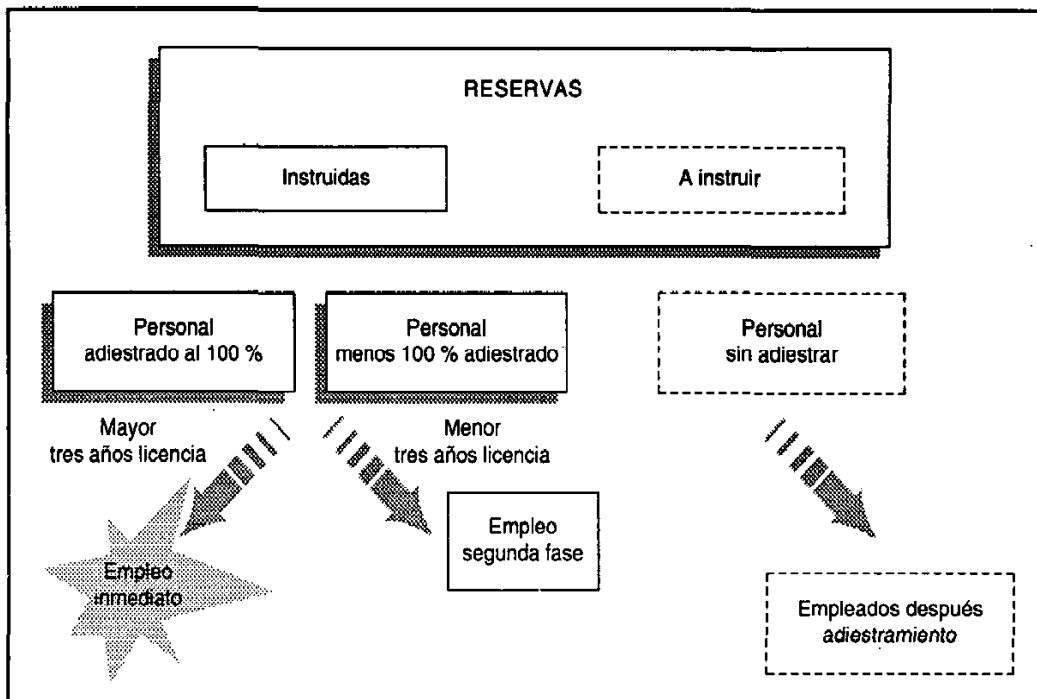 RESERVAS
Instruidas
A instruir
Personal
adiestrado al 100 %
Personal
menos 100 % adiestrado
Personal
sin adiestrar
Mayor
tres años licencia
Menor
tres años licencia
Empleo
inmediato
Empleo
segunda fase
Empleados después
adiestramiento